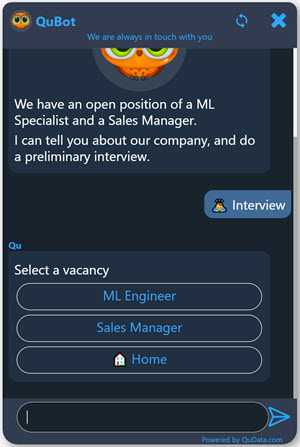 QuBot
We are always in touch with you
We have an open position of a ML
Specialist and a Sales Manager.
I can tell you about our company, and do
a preliminary interview.
Interview
Qu
Select a vacancy
ML Engineer
Sales Manager
Home
Powered by QuData.com